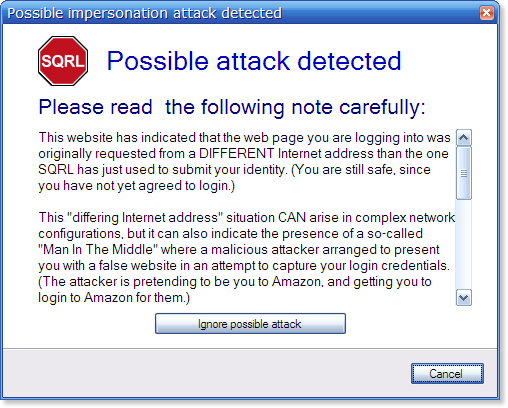 Possible impersonation attack detected
SQRL
Possible attack detected
Please read  the following note carefully:
This website has indicated that the web page you are logging into was
originally requested from a DIFFERENT Internet address than the one
SQRL has just used to submit your identity. (You are still safe, since
you have not yet agreed to login.)
This "differing Internet address" situation CAN arise in complex network
configurations, but it can also indicate the presence of a so-called
"Man In The Middle" where a malicious attacker arranged to present
you with a false website in an attempt to capture your login credentials.
(The attacker is pretending to be you to Amazon, and getting you to
login to Amazon for them.)
Ignore possible attack
Cancel